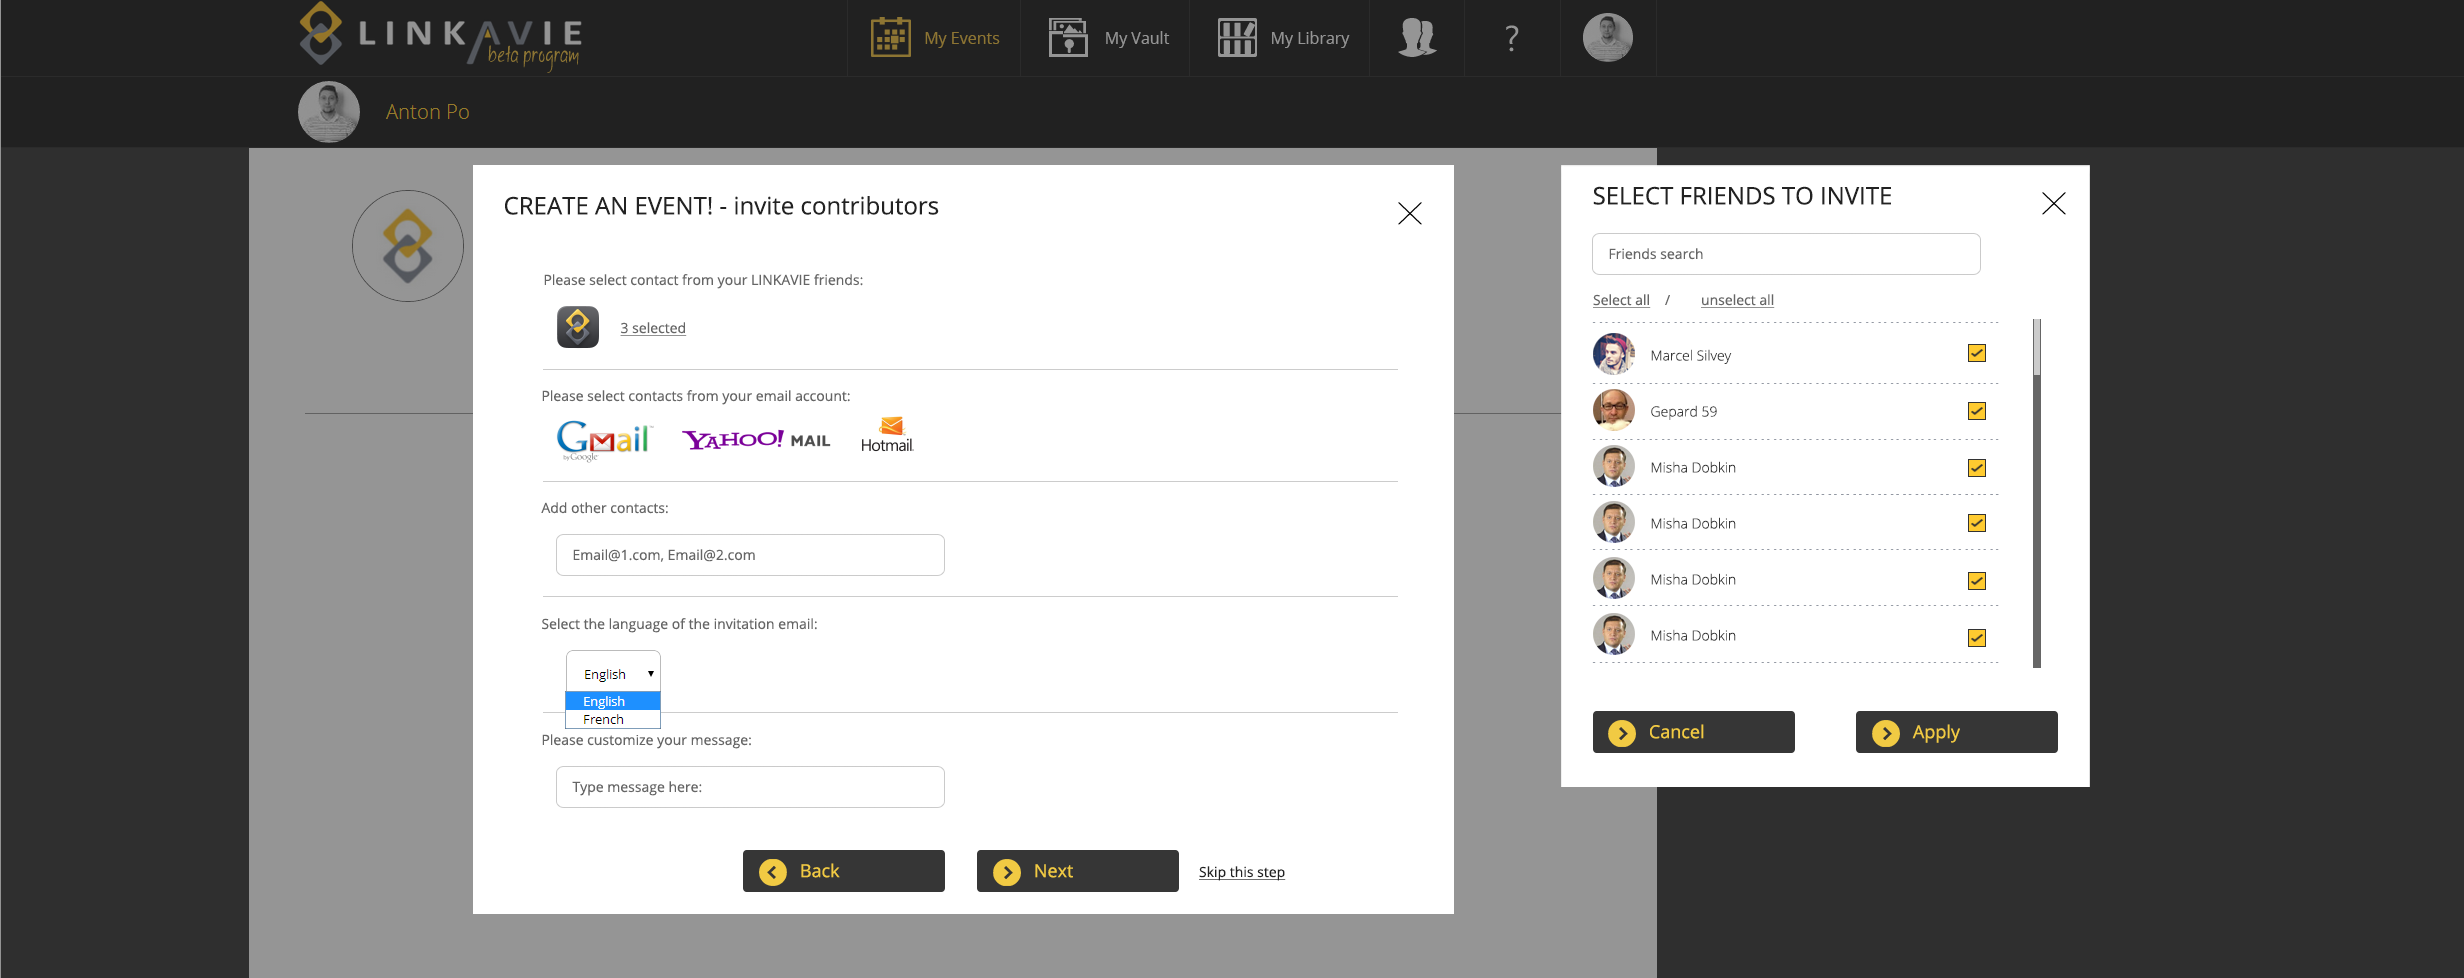 LINKAVIE
beta program
My Events
My Vault
My Library
?
Anton Po
CREATE AN EVENT! - invite contributors
Please select contact from your LINKAVIE friends:
3 selected
Please select contacts from your email account:
Gmail
by Google
YAHOO! MAIL
Hotmail
Add other contacts:
Email@1.com, Email@2.com
Select the language of the invitation email:
English
English
French
Please customize your message:
Type message here:
Back
Next
Skip this step
SELECT FRIENDS TO INVITE
Friends search
Select all / unselect all
Marcel Silvey
Gepard 59
Misha Dobkin
Misha Dobkin
Misha Dobkin
Misha Dobkin
Cancel
Apply